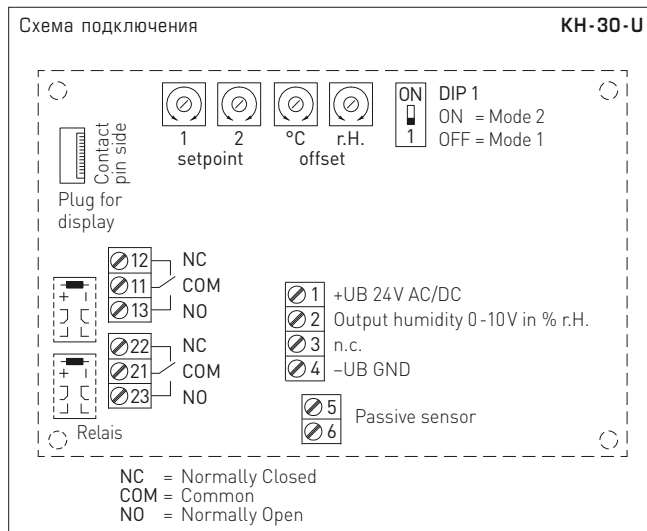 Схема подключения KH-30-U
ON DIP 1
ON = Mode 2
1 OFF = Mode 1
1 2 °C r.H.
setpoint offset
Contact
pin side
Plug for
display
12 NC
11 COM
13 NO
22 NC
21 COM
23 NO
+ –
+ –
Relais
1 +UB 24V AC/DC
2 Output humidity 0-10V in % r.H.
3 n.c.
4 –UB GND
5 Passive sensor
6
NC = Normally Closed
COM = Common
NO = Normally Open